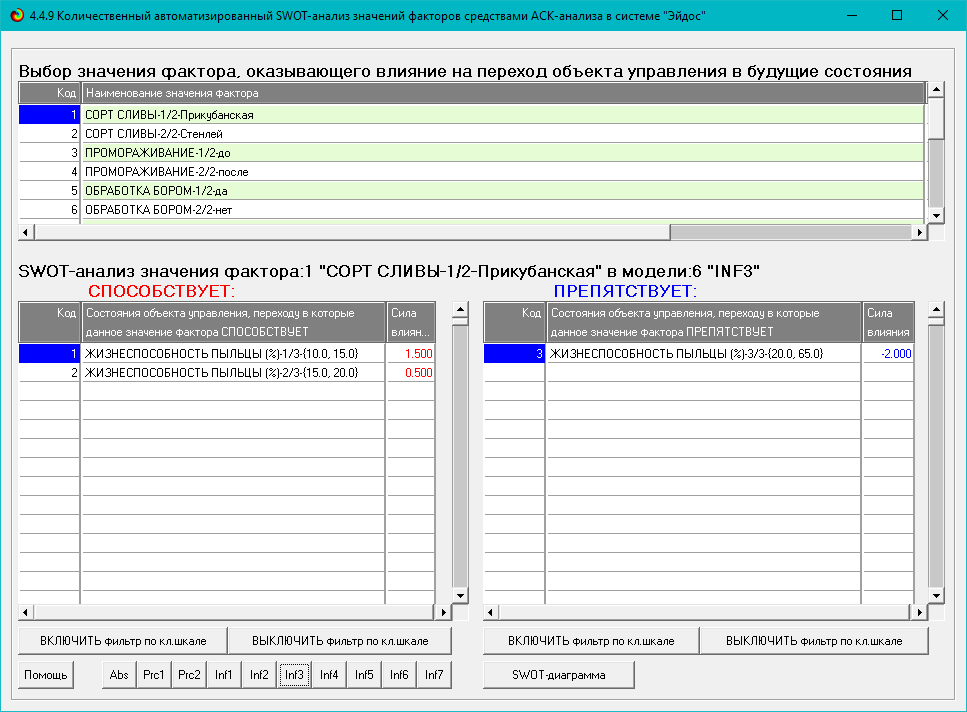 4.4.9 Количественный автоматизированный SWOT-анализ значений факторов средствами АСК-анализа в системе "Эйдос"
Выбор значения фактора, оказывающего влияние на переход объекта управления в будущие состояния
Код Наименование значения фактора
1 СОРТ СЛИВЫ-1/2-Прикубанская
2 СОРТ СЛИВЫ-2/2-Стенлей
3 ПРОМОРАЖИВАНИЕ-1/2-до
4 ПРОМОРАЖИВАНИЕ-2/2-после
5 ОБРАБОТКА БОРОМ-1/2-да
6 ОБРАБОТКА БОРОМ-2/2-нет
SWOT-анализ значения фактора:1 "СОРТ СЛИВЫ-1/2-Прикубанская" в модели:6 "INF3"
СПОСОБСТВУЕТ:
Код Состояния объекта управления, переходу в которые Сила
данное значение фактора СПОСОБСТВУЕТ влиян...
1 ЖИЗНЕСПОСОБНОСТЬ ПЫЛЬЦЫ (%)-1/3-{10.0, 15.0} 1.500
2 ЖИЗНЕСПОСОБНОСТЬ ПЫЛЬЦЫ (%)-2/3-{15.0, 20.0} 0.500
ВКЛЮЧИТЬ фильтр по кл.шкале ВЫКЛЮЧИТЬ фильтр по кл.шкале
ПРЕПЯТСТВУЕТ:
Код Состояния объекта управления, переходу в которые Сила
данное значение фактора ПРЕПЯТСТВУЕТ влияния
3 ЖИЗНЕСПОСОБНОСТЬ ПЫЛЬЦЫ (%)-3/3-{20.0, 65.0} -2.000
ВКЛЮЧИТЬ фильтр по кл.шкале ВЫКЛЮЧИТЬ фильтр по кл.шкале
Помощь Abs Prc1 Prc2 Inf1 Inf2 Inf3 Inf4 Inf5 Inf6 Inf7 SWOT-диаграмма